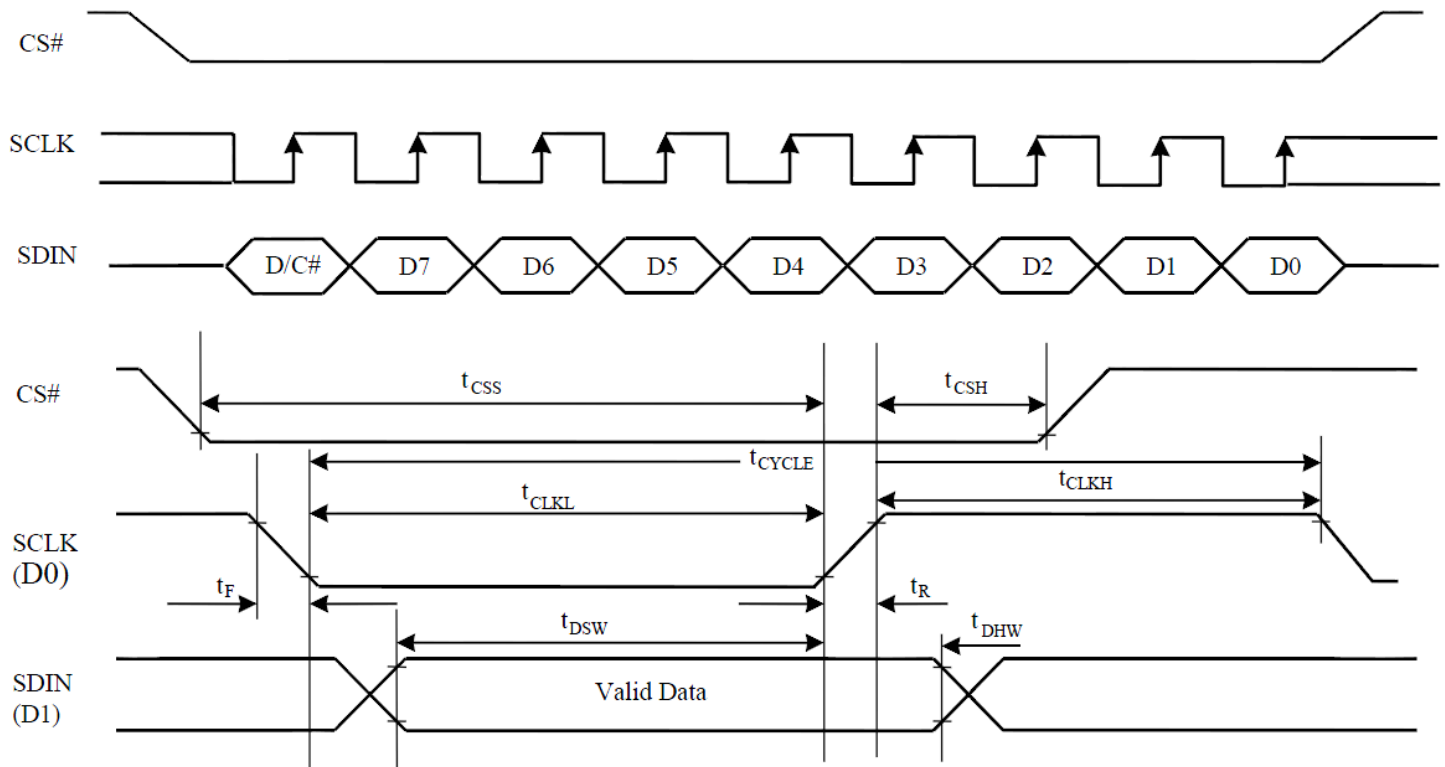 CS#
SCLK
SDIN D/C# D7 D6 D5 D4 D3 D2 D1 D0
CS# tCSS tCSH
tCYCLE
tCLKL tCLKH
SCLK
(D0)
tF tR
tDSW tDHW
SDIN
(D1) Valid Data